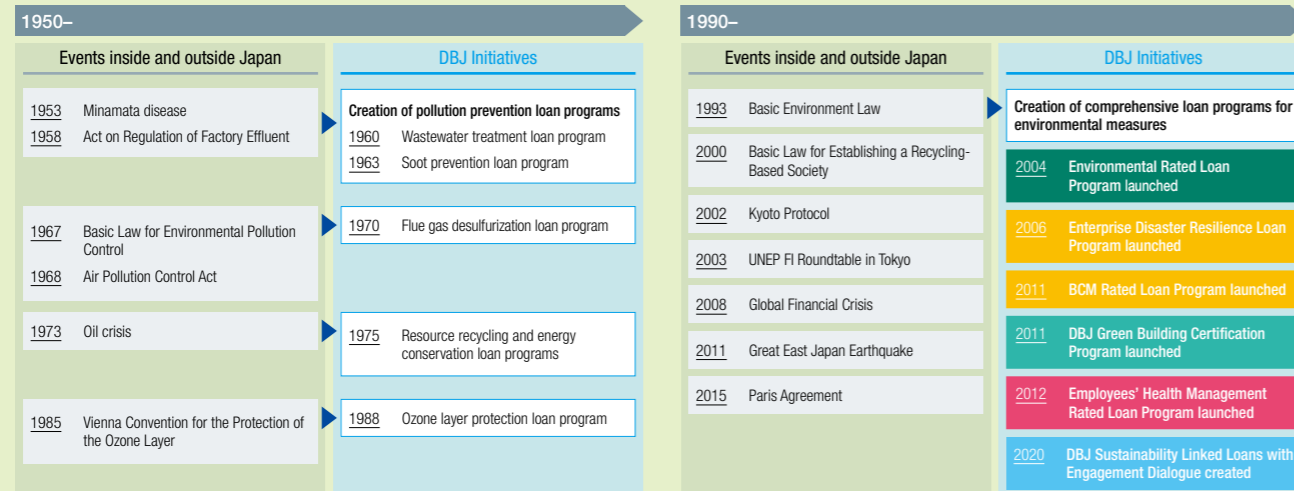 1950–
Events inside and outside Japan
1953 Minamata disease
1958 Act on Regulation of Factory Effluent
1967 Basic Law for Environmental Pollution
Control
1968 Air Pollution Control Act
1973 Oil crisis
1985 Vienna Convention for the Protection of
the Ozone Layer
DBJ Initiatives
Creation of pollution prevention loan programs
1960 Wastewater treatment loan program
1963 Soot prevention loan program
1970 Flue gas desulfurization loan program
1975 Resource recycling and energy
conservation loan programs
1988 Ozone layer protection loan program
1990–
Events inside and outside Japan
1993 Basic Environment Law
2000 Basic Law for Establishing a Recycling-
Based Society
2002 Kyoto Protocol
2003 UNEP FI Roundtable in Tokyo
2008 Global Financial Crisis
2011 Great East Japan Earthquake
2015 Paris Agreement
DBJ Initiatives
Creation of comprehensive loan programs for
environmental measures
2004 Environmental Rated Loan
Program launched
2006 Enterprise Disaster Resilience Loan
Program launched
2011 BCM Rated Loan Program launched
2011 DBJ Green Building Certification
Program launched
2012 Employees' Health Management
Rated Loan Program launched
2020 DBJ Sustainability Linked Loans with
Engagement Dialogue created